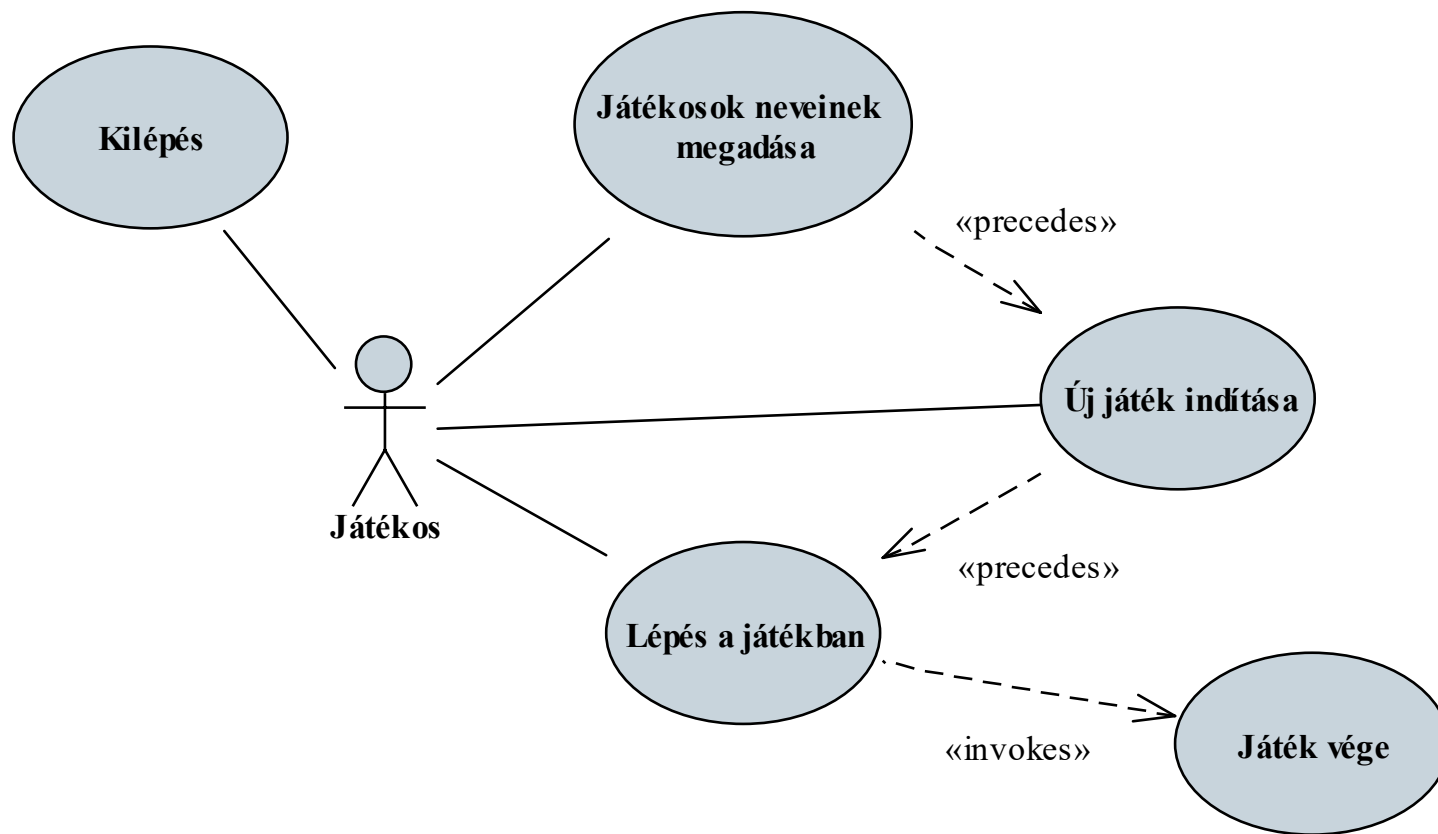 Kilépés
Játékosok neveinek
megadása
«precedes»
Új játék indítása
Játékos
«precedes»
Lépés a játékban
«invokes»
Játék vége